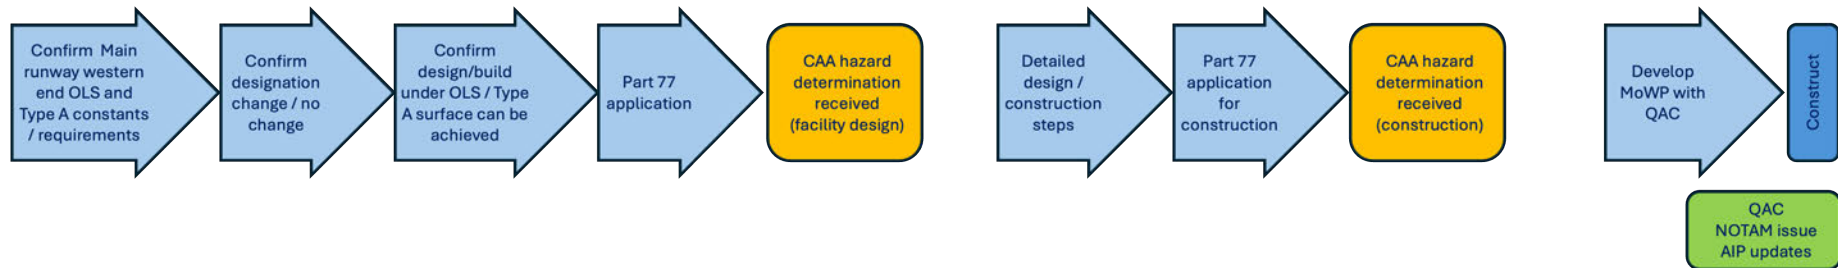 Confirm Main
runway western
end OLS and
Type A constants
/ requirements
Confirm
designation
change / no
change
Confirm
design/build
under OLS / Type
A surface can be
achieved
Part 77
application
CAA hazard
determination
received
(facility design)
Detailed
design /
construction
steps
Part 77
application
for
construction
CAA hazard
determination
received
(construction)
Develop
MoWP with
QAC
Construct
QAC
NOTAM issue
AIP updates